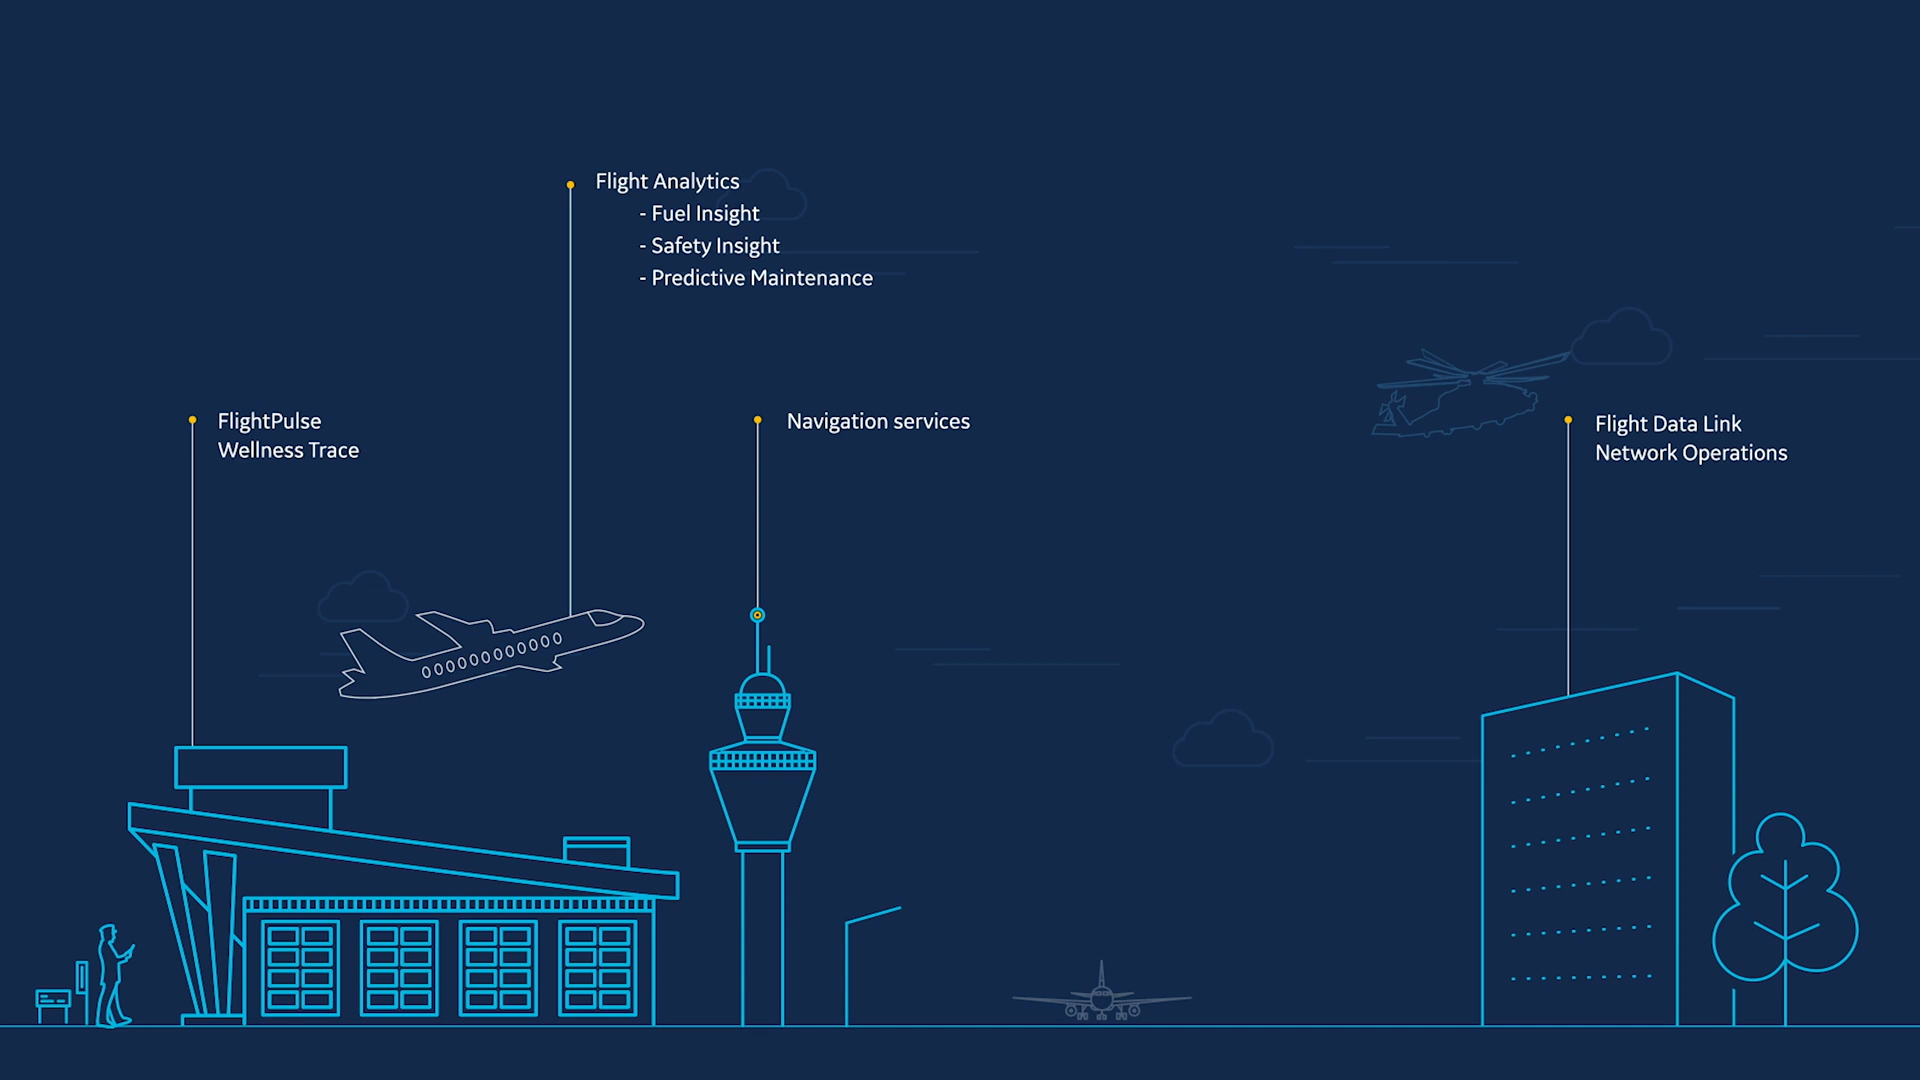 Flight Analytics
- Fuel Insight
- Safety Insight
- Predictive Maintenance
FlightPulse
Wellness Trace
Navigation services
Flight Data Link
Network Operations